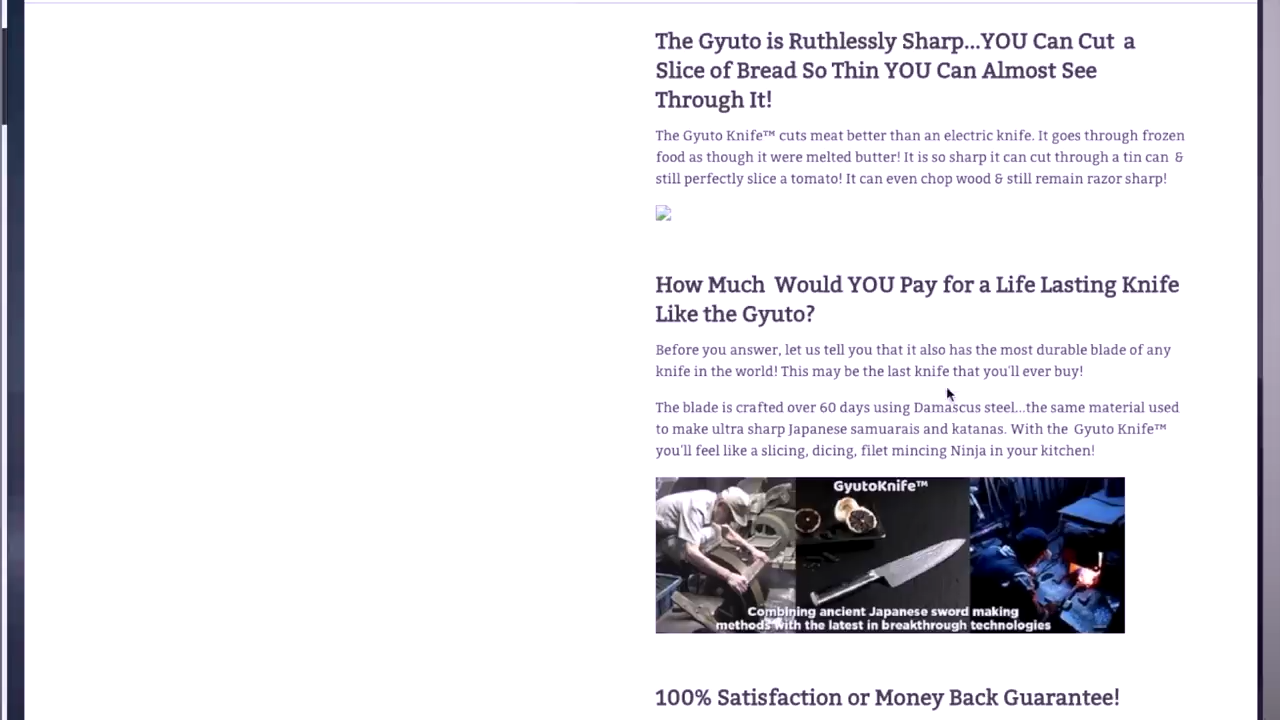 The Gyuto is Ruthlessly Sharp...YOU Can Cut a
Slice of Bread So Thin YOU Can Almost See
Through It!
The Gyuto Knife™ cuts meat better than an electric knife. It goes through frozen
food as though it were melted butter! It is so sharp it can cut through a tin can &
still perfectly slice a tomato! It can even chop wood & still remain razor sharp!
How Much Would YOU Pay for a Life Lasting Knife
Like the Gyuto?
Before you answer, let us tell you that it also has the most durable blade of any
knife in the world! This may be the last knife that you'll ever buy!
The blade is crafted over 60 days using Damascus steel...the same material used
to make ultra sharp Japanese samuarais and katanas. With the Gyuto Knife™
you'll feel like a slicing, dicing, filet mincing Ninja in your kitchen!
GyutoKnife™
Combining ancient Japanese sword making
methods with the latest in breakthrough technologies
100% Satisfaction or Money Back Guarantee!